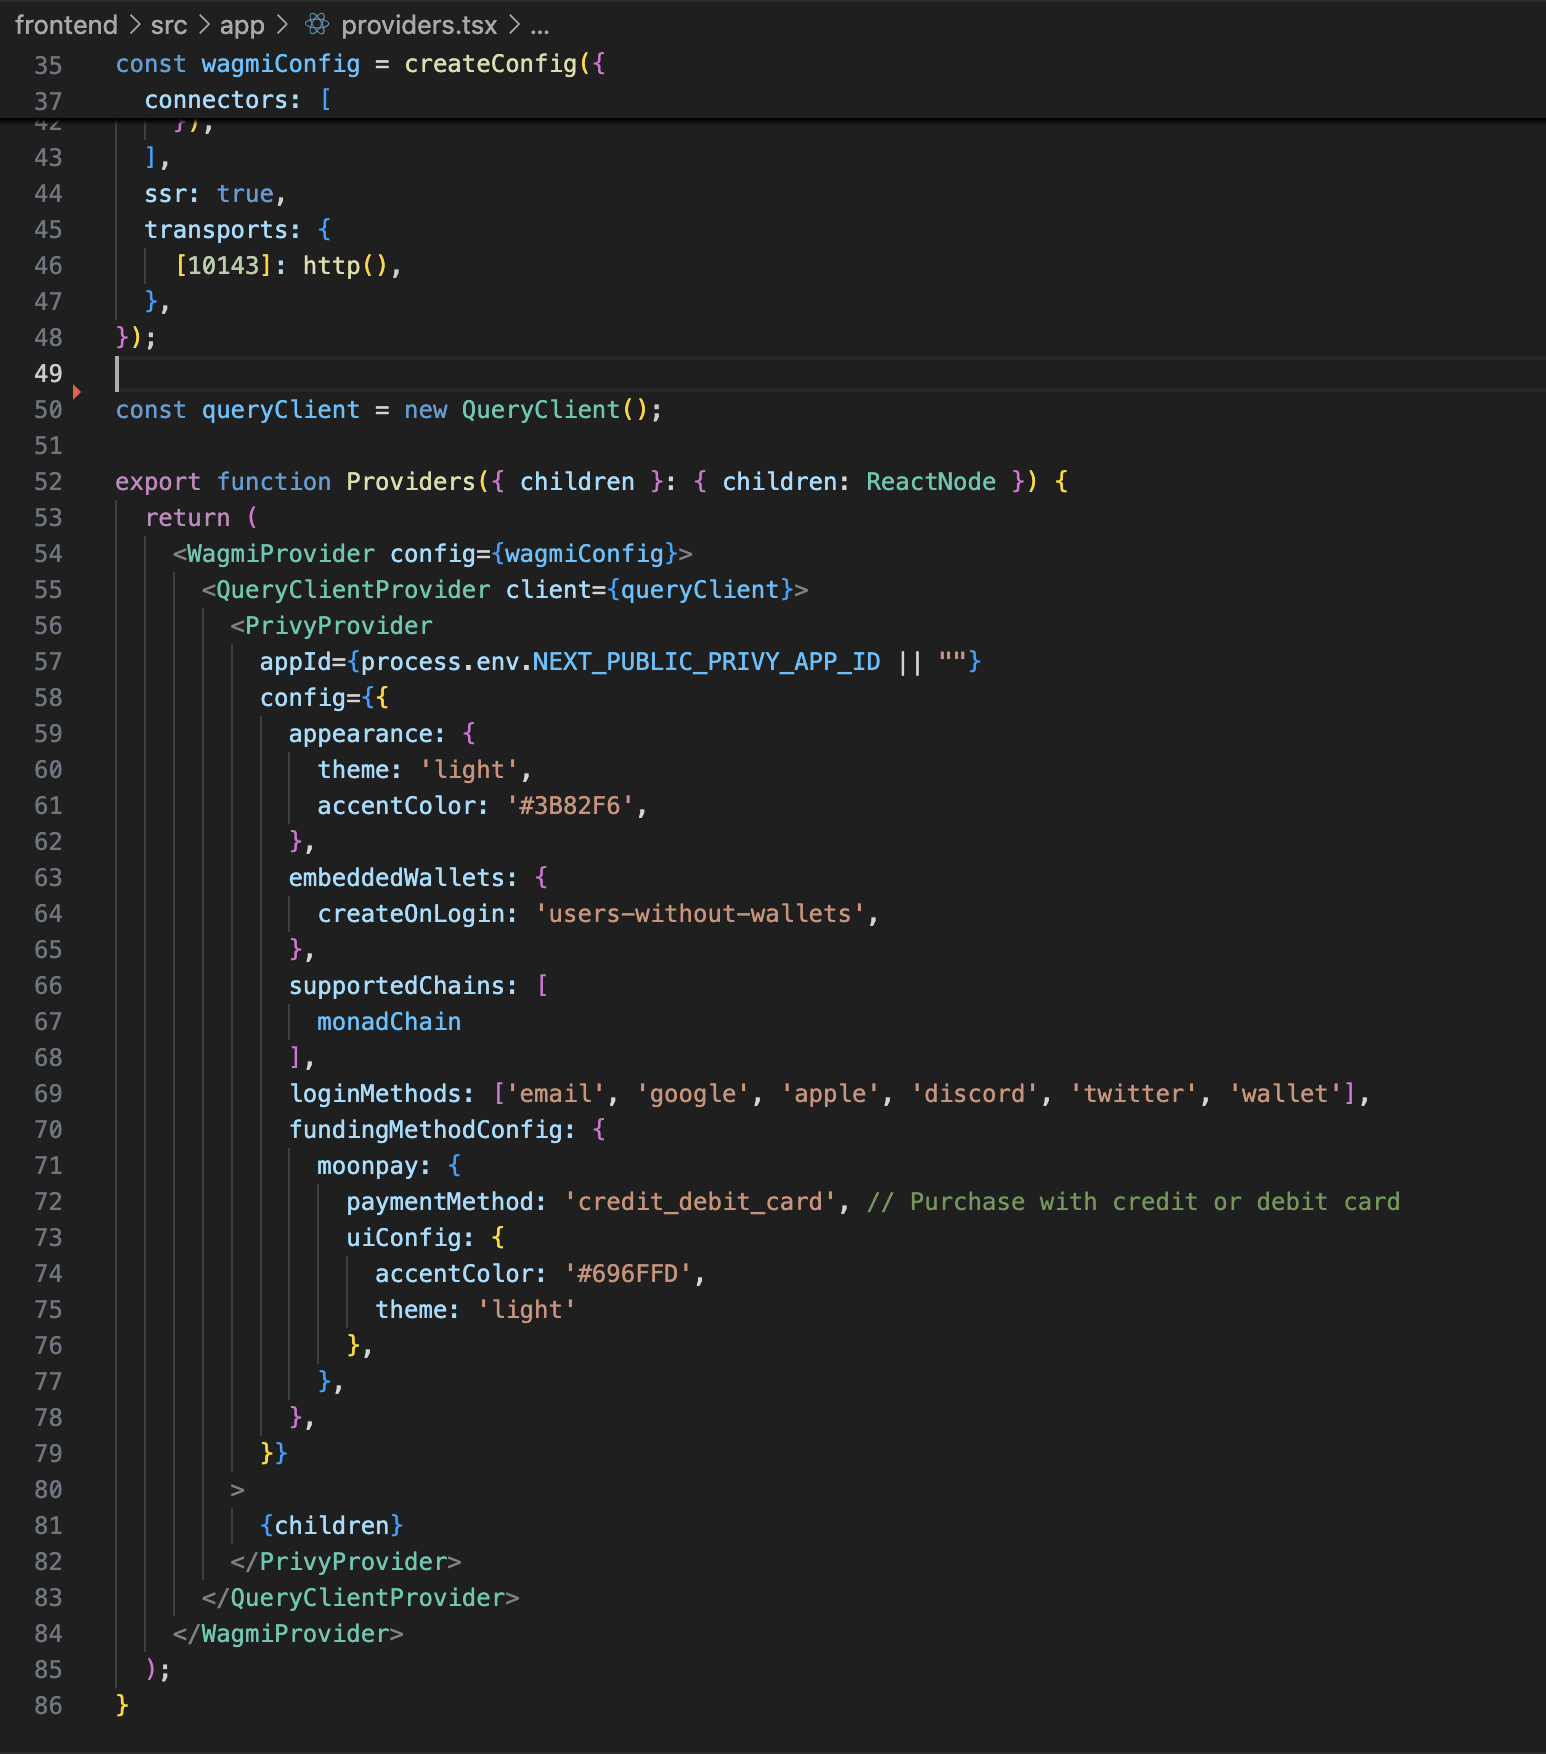 frontend > src > app > providers.tsx > ...
35 const wagmiConfig = createConfig({
37   connectors: [
42     }),
43   ],
44   ssr: true,
45   transports: {
46     [10143]: http(),
47   },
48 });
49
50 const queryClient = new QueryClient();
51
52 export function Providers({ children }: { children: ReactNode }) {
53   return (
54     <WagmiProvider config={wagmiConfig}>
55       <QueryClientProvider client={queryClient}>
56         <PrivyProvider
57           appId={process.env.NEXT_PUBLIC_PRIVY_APP_ID || ""}
58           config={{
59             appearance: {
60               theme: 'light',
61               accentColor: '#3B82F6',
62             },
63             embeddedWallets: {
64               createOnLogin: 'users-without-wallets',
65             },
66             supportedChains: [
67               monadChain
68             ],
69             loginMethods: ['email', 'google', 'apple', 'discord', 'twitter', 'wallet'],
70             fundingMethodConfig: {
71               moonpay: {
72                 paymentMethod: 'credit_debit_card', // Purchase with credit or debit card
73                 uiConfig: {
74                   accentColor: '#696FFD',
75                   theme: 'light'
76                 },
77               },
78             },
79           }}
80         >
81           {children}
82         </PrivyProvider>
83       </QueryClientProvider>
84     </WagmiProvider>
85   );
86 }